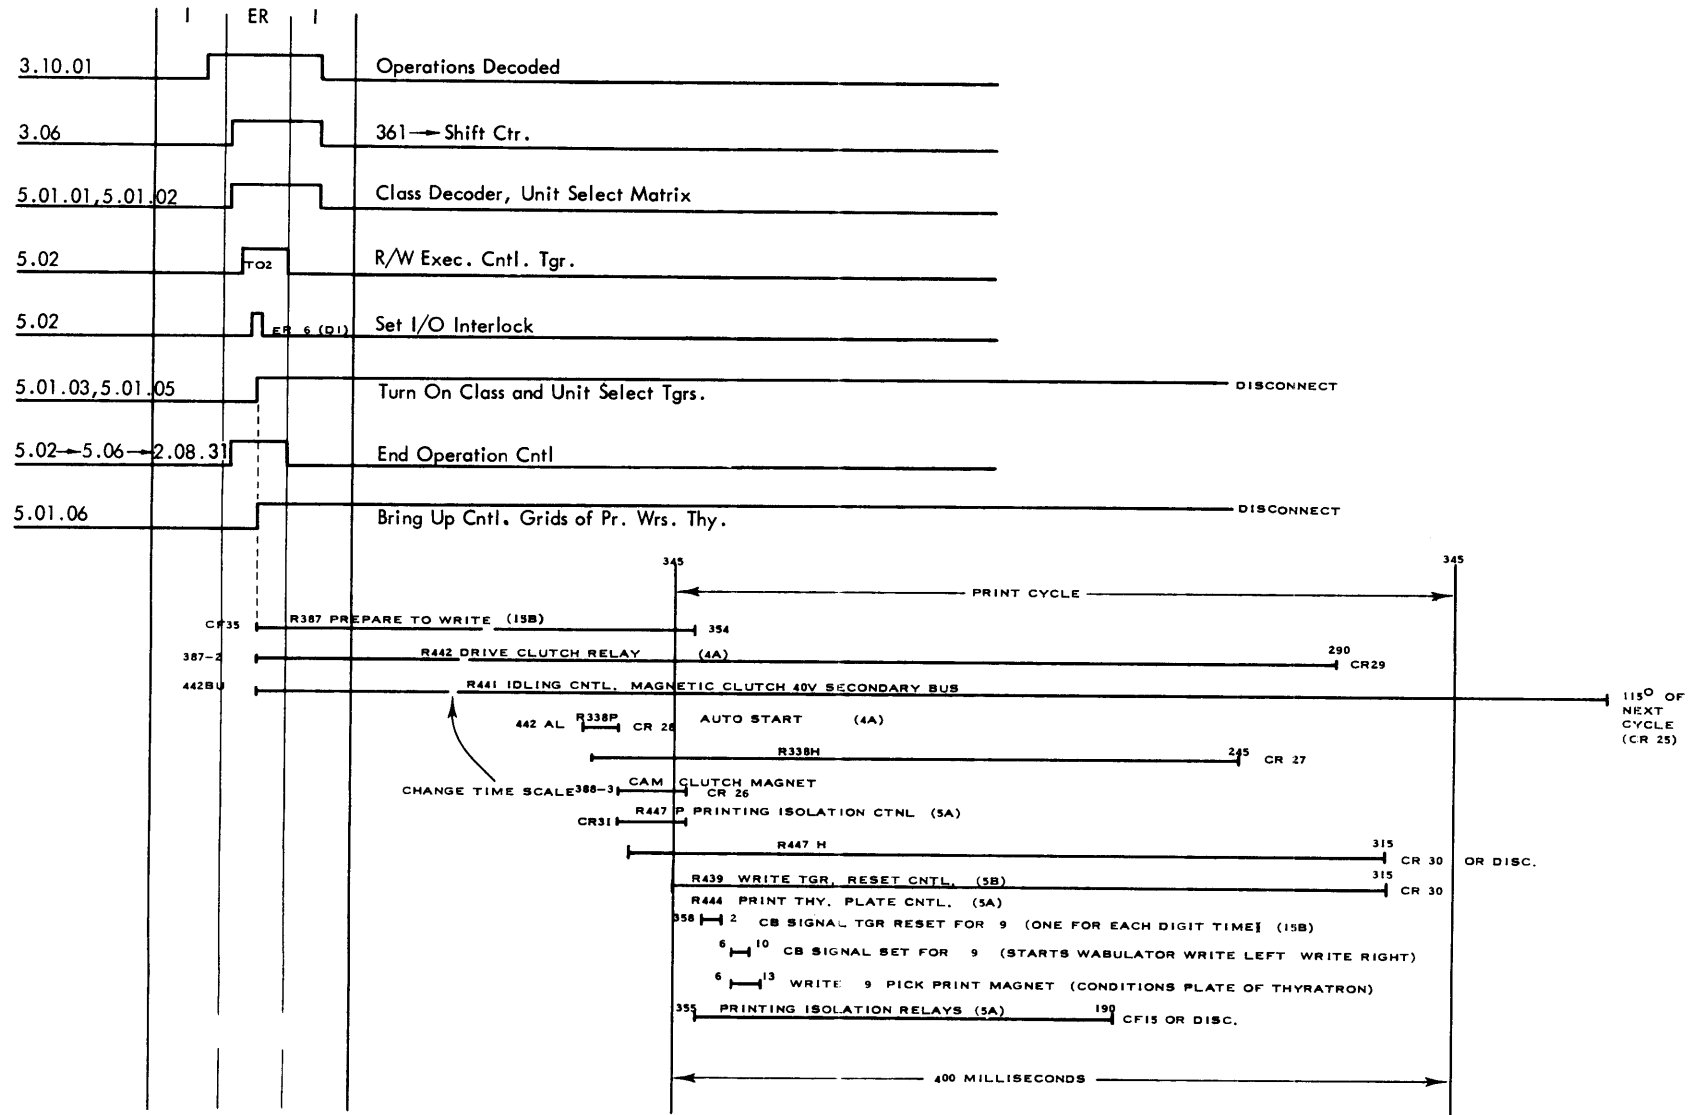 I ER I
3.10.01 Operations Decoded
3.06 361→Shift Ctr.
5.01.01,5.01.02 Class Decoder, Unit Select Matrix
5.02 TO2 R/W Exec. Cntl. Tgr.
5.02 ER 6 (D1) Set I/O Interlock
5.01.03,5.01.05 Turn On Class and Unit Select Tgrs. DISCONNECT
5.02→5.06→2.08.31 End Operation Cntl
5.01.06 Bring Up Cntl. Grids of Pr. Wrs. Thy. DISCONNECT
345 345
PRINT CYCLE
CF35 R387 PREPARE TO WRITE (15B) 354
387-2 R442 DRIVE CLUTCH RELAY (4A) 290 CR29
442BU R441 IDLING CNTL. MAGNETIC CLUTCH 40V SECONDARY BUS 115° OF
NEXT
CYCLE
(CR 25)
442 AL R338P CR 28 AUTO START (4A)
R338H 245 CR 27
CHANGE TIME SCALE 388-3 CAM CLUTCH MAGNET CR 26
CR31 R447 P PRINTING ISOLATION CTNL (5A)
R447 H 315 CR 30 OR DISC.
R439 WRITE TGR. RESET CNTL. (5B) 315 CR 30
R444 PRINT THY. PLATE CNTL. (5A)
358 2 CB SIGNAL TGR RESET FOR 9 (ONE FOR EACH DIGIT TIME) (15B)
6 10 CB SIGNAL SET FOR 9 (STARTS WABULATOR WRITE LEFT WRITE RIGHT)
6 13 WRITE 9 PICK PRINT MAGNET (CONDITIONS PLATE OF THYRATRON)
355 PRINTING ISOLATION RELAYS (5A) 190 CF15 OR DISC.
400 MILLISECONDS